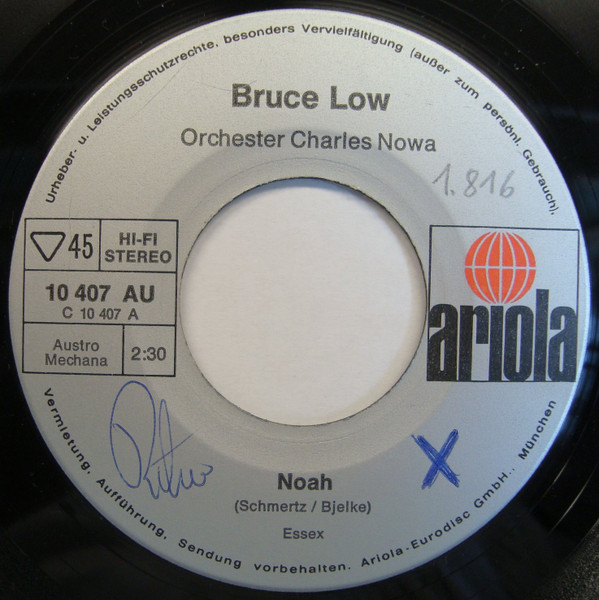 Urheber- u. Leistungsschutzrechte, besonders Vervielfältigung (außer zum persönl. Gebrauch),
Bruce Low
Orchester Charles Nowa
1.816
45
HI-FI
STEREO
10 407 AU
C 10 407 A
Austro
Mechana
2:30
ariola
Noah
(Schmertz / Bjelke)
Essex
Vermietung, Aufführung, Sendung vorbehalten. Ariola-Eurodisc GmbH., München